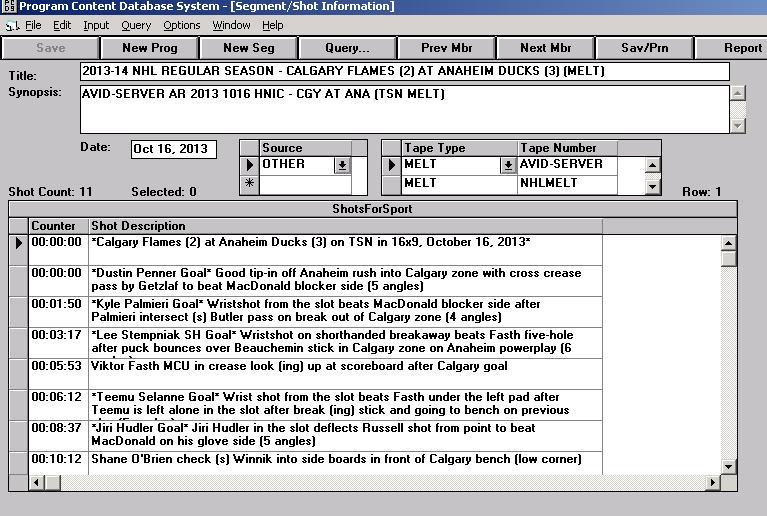 Program Content Database System - [Segment/Shot Information]
File Edit Input Query Options Window Help
Save New Prog New Seg Query... Prev Mbr Next Mbr Sav/Prn Report
Title: 2013-14 NHL REGULAR SEASON - CALGARY FLAMES (2) AT ANAHEIM DUCKS (3) (MELT)
Synopsis: AVID-SERVER AR 2013 1016 HNIC - CGY AT ANA (TSN MELT)
Date: Oct 16, 2013
Source Tape Type Tape Number
OTHER MELT AVID-SERVER
MELT NHLMELT
Shot Count: 11 Selected: 0 Row: 1
ShotsForSport
Counter Shot Description
00:00:00 *Calgary Flames (2) at Anaheim Ducks (3) on TSN in 16x9, October 16, 2013*
00:00:00 *Dustin Penner Goal* Good tip-in off Anaheim rush into Calgary zone with cross crease
pass by Getzlaf to beat MacDonald blocker side (5 angles)
00:01:50 *Kyle Palmieri Goal* Wristshot from the slot beats MacDonald blocker side after
Palmieri intersect (s) Butler pass on break out of Calgary zone (4 angles)
00:03:17 *Lee Stempniak SH Goal* Wristshot on shorthanded breakaway beats Fasth five-hole
after puck bounces over Beauchemin stick in Calgary zone on Anaheim powerplay (6
00:05:53 Viktor Fasth MCU in crease look (ing) up at scoreboard after Calgary goal
00:06:12 *Teemu Selanne Goal* Wrist shot from the slot beats Fasth under the left pad after
Teemu is left alone in the slot after break (ing) stick and going to bench on previous
00:08:37 *Jiri Hudler Goal* Jiri Hudler in the slot deflects Russell shot from point to beat
MacDonald on his glove side (5 angles)
00:10:12 Shane O'Brien check (s) Winnik into side boards in front of Calgary bench (low corner)